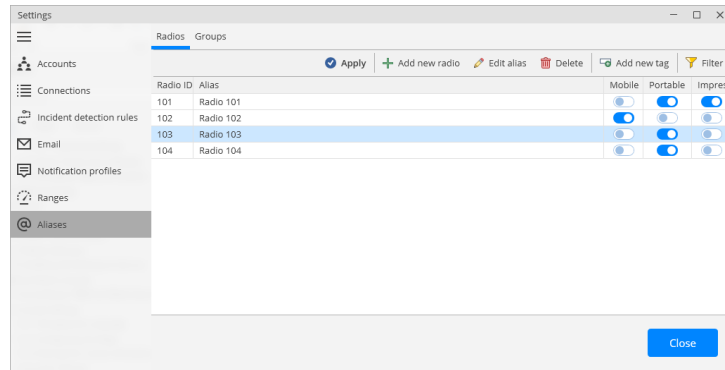 Settings
Radios Groups
Accounts
Apply Add new radio Edit alias Delete Add new tag Filter
Radio ID Alias Mobile Portable Impres
Connections
101 Radio 101
102 Radio 102
Incident detection rules
103 Radio 103
Email
104 Radio 104
Notification profiles
Ranges
@ Aliases
Close